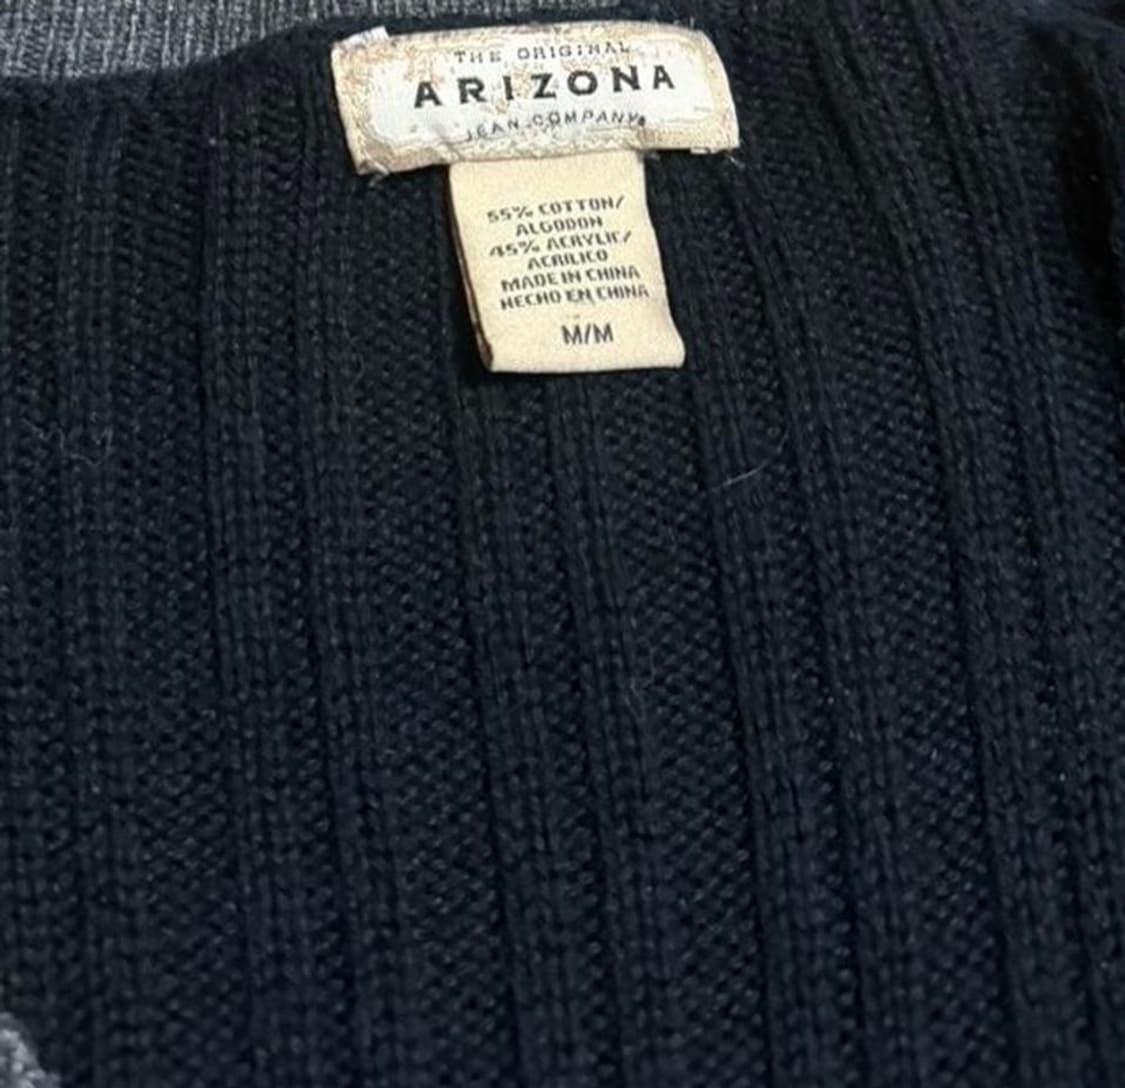 THE ORIGINAL
ARIZONA
JEAN COMPANY
55% COTTON/
ALGODON
45% ACRYLIC/
ACRILICO
MADE IN CHINA
HECHO EN CHINA
M/M